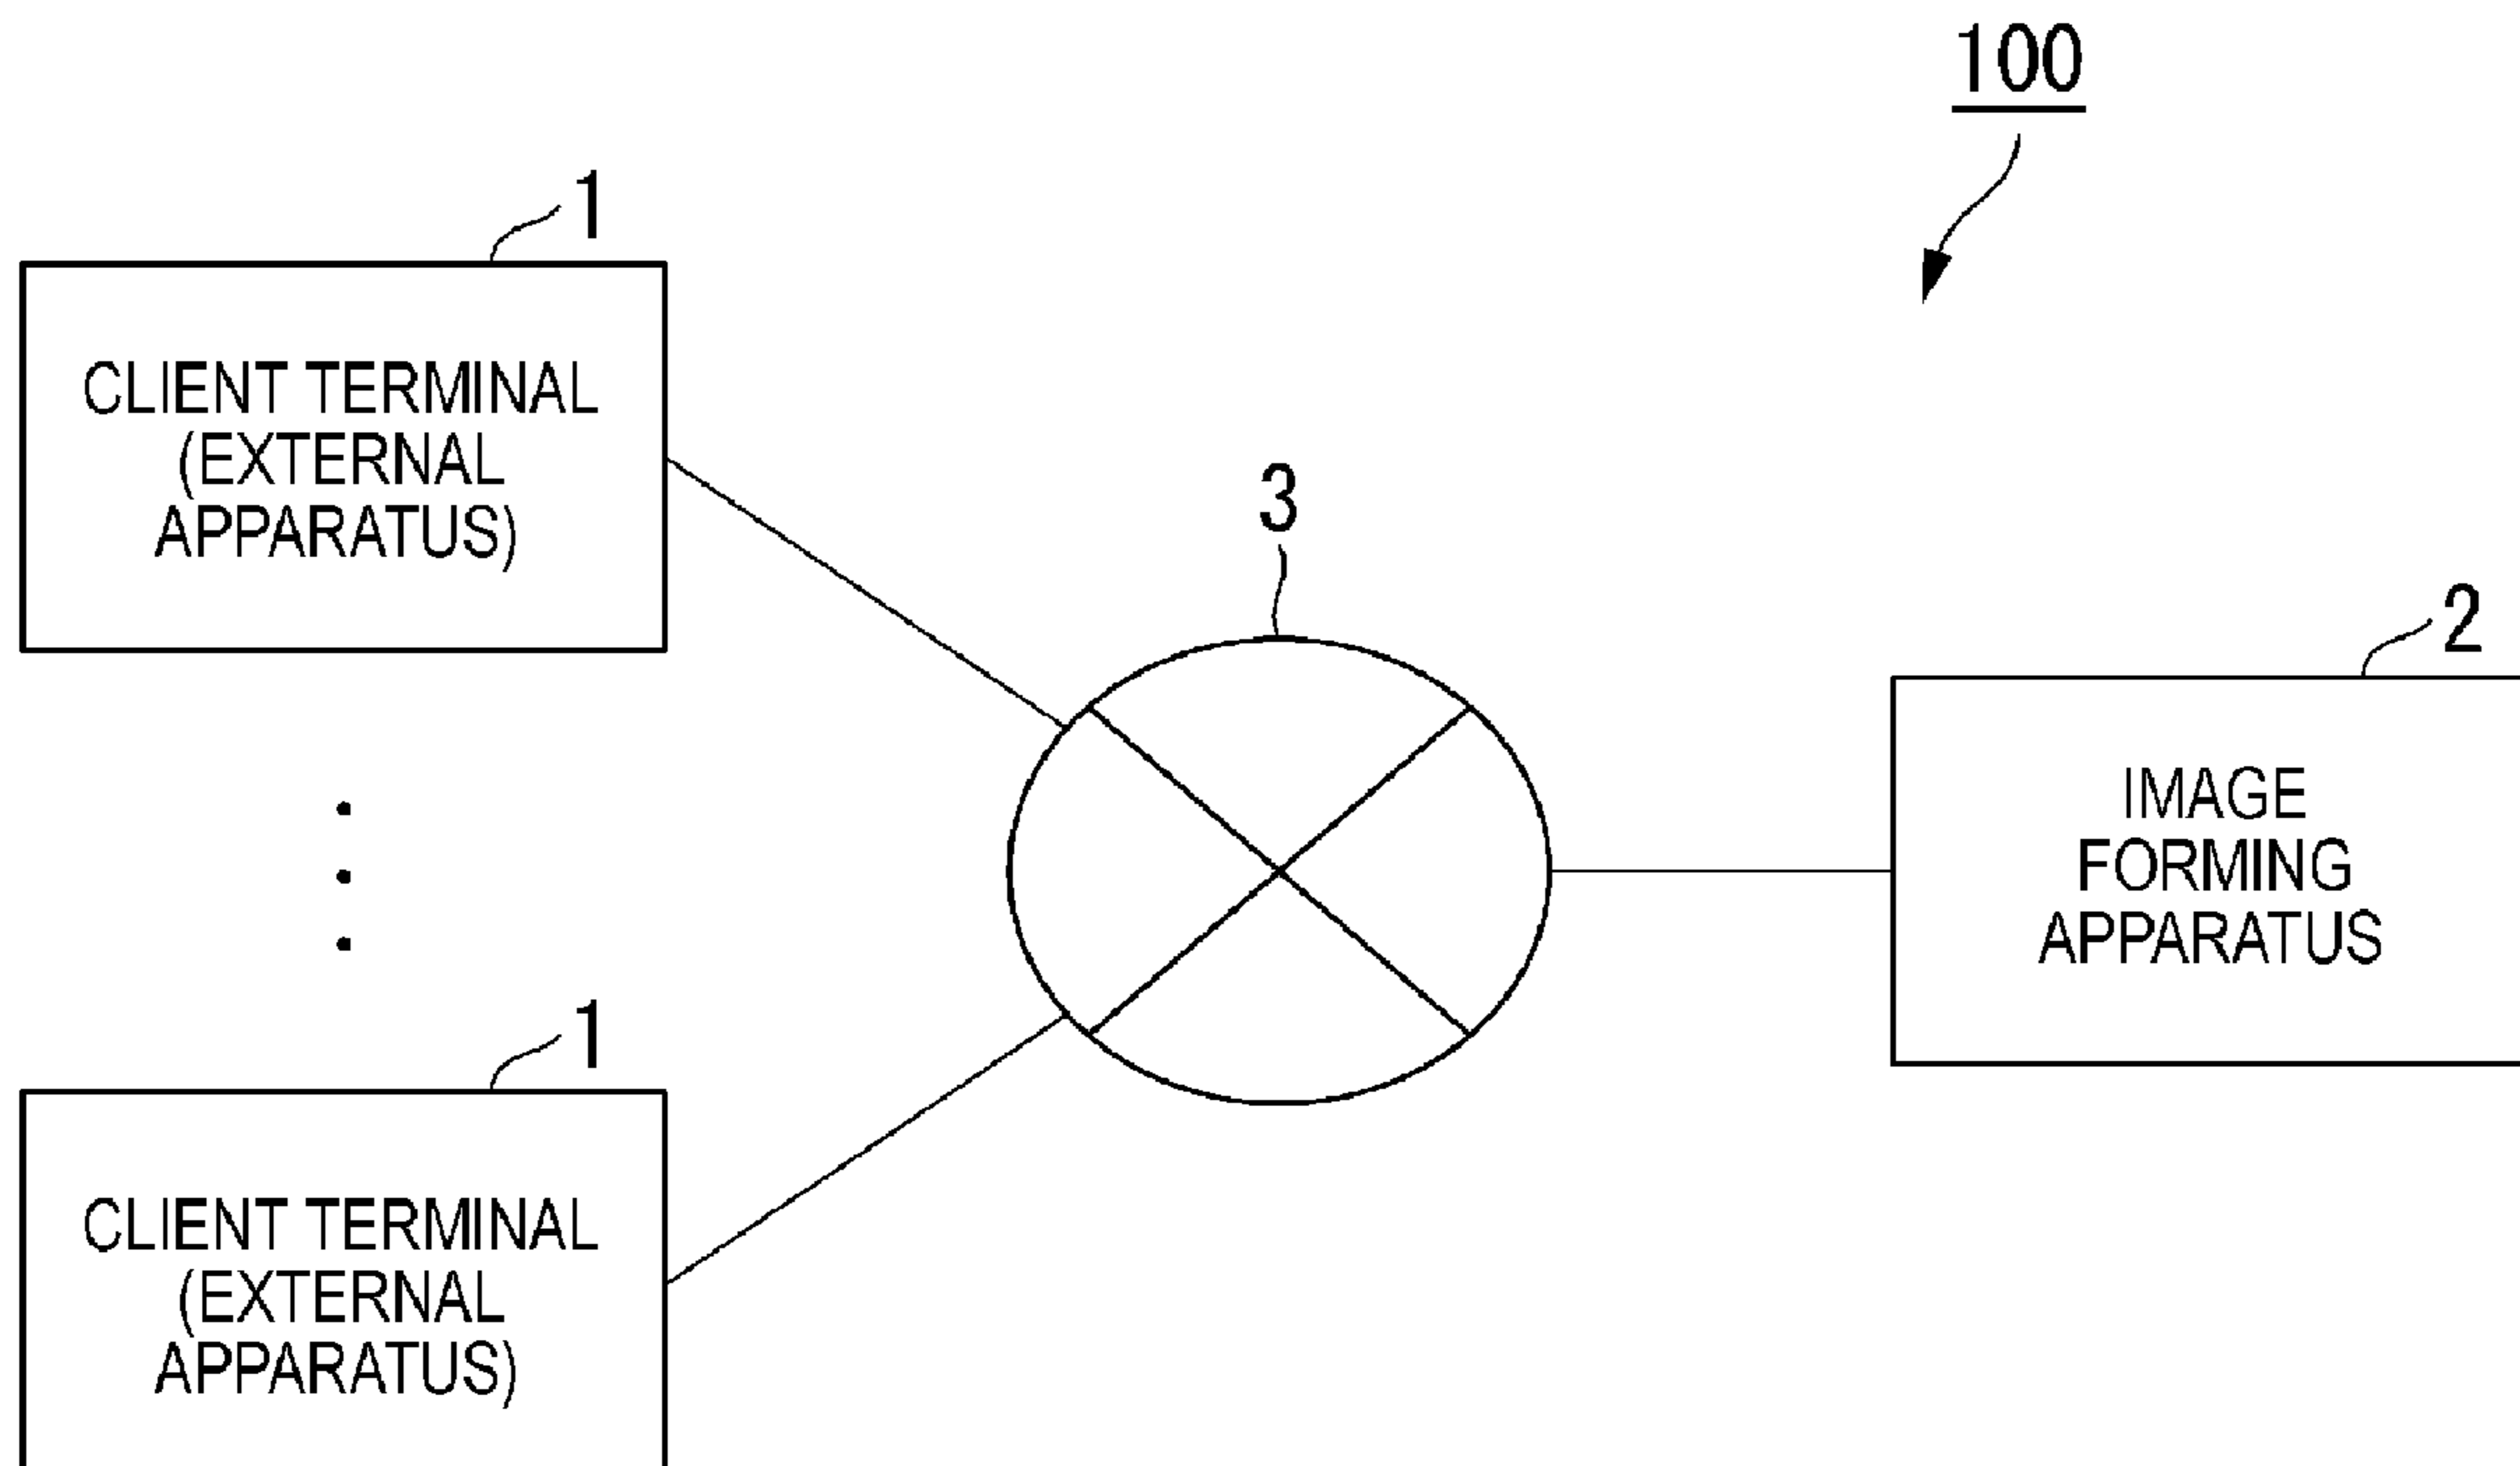 100
1
CLIENT TERMINAL
(EXTERNAL
APPARATUS)
3
2
IMAGE
FORMING
APPARATUS
1
CLIENT TERMINAL
(EXTERNAL
APPARATUS)